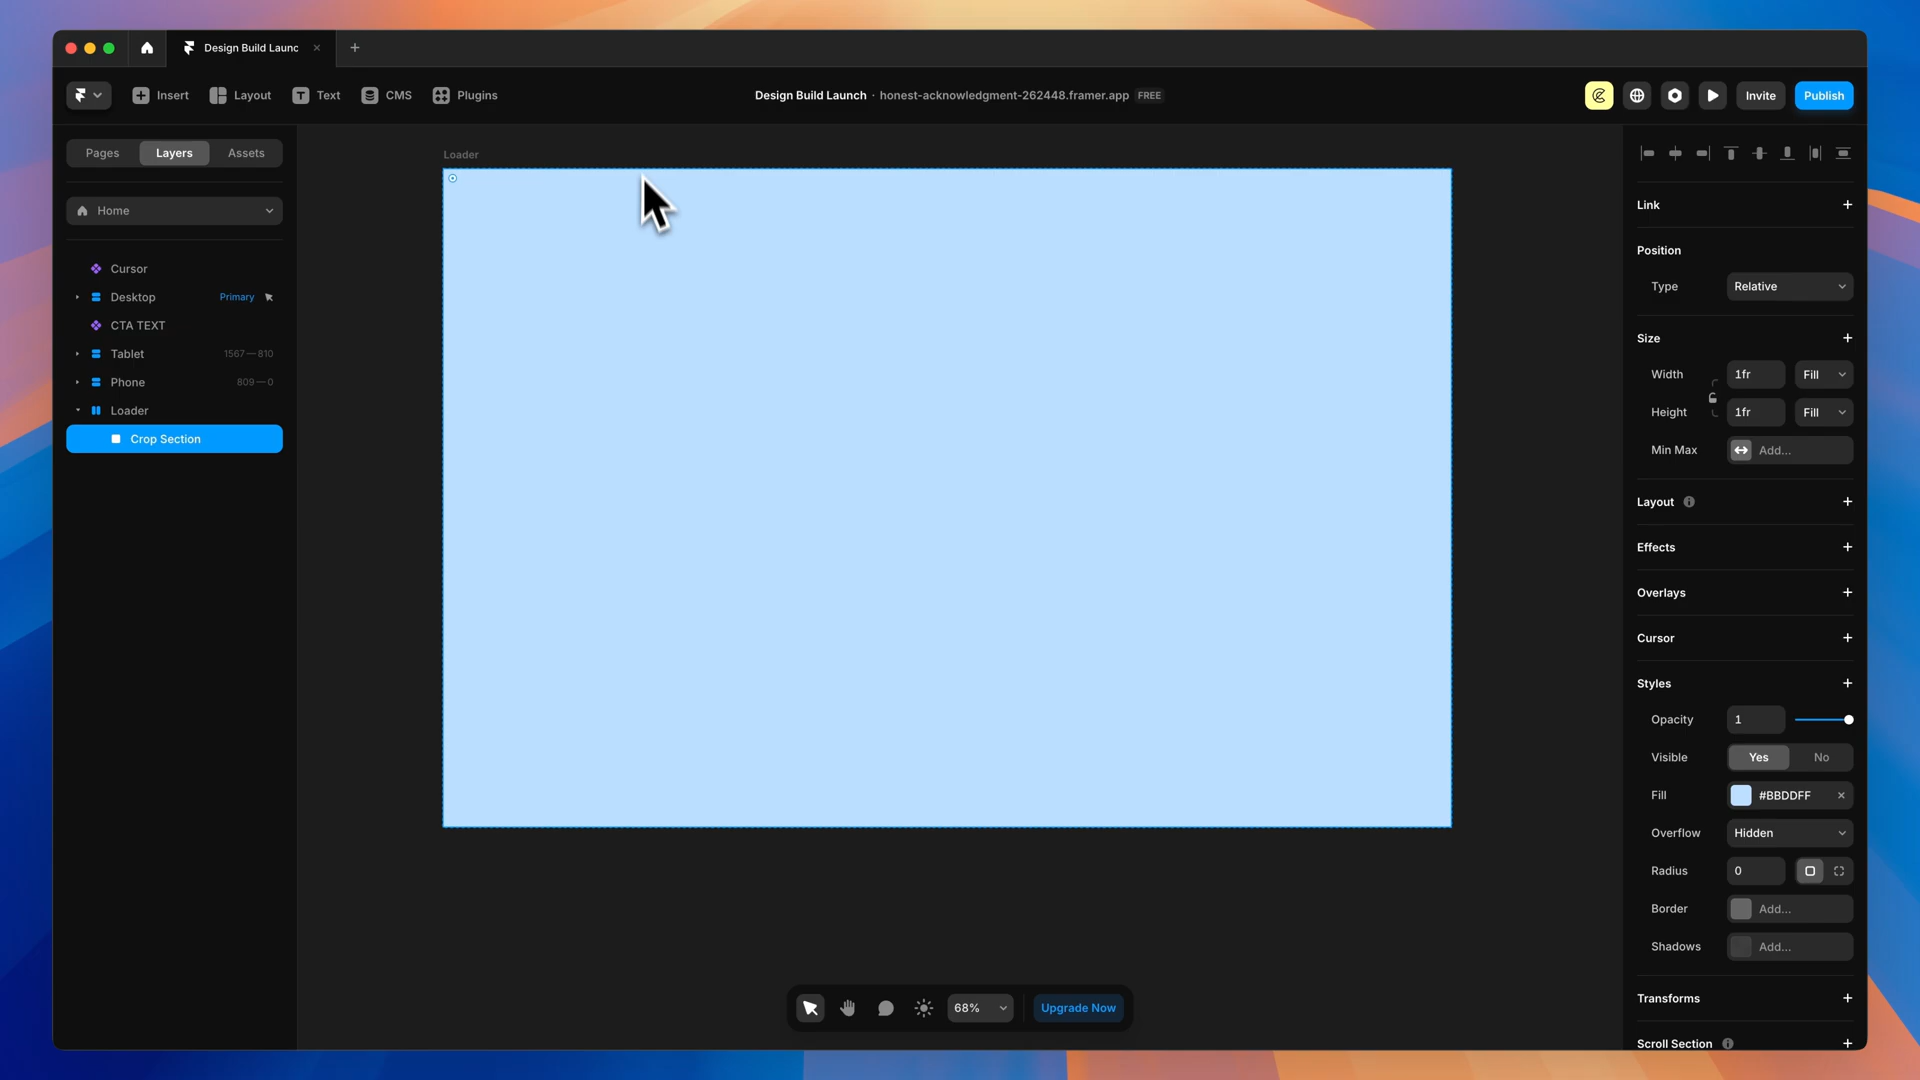 Design Build Launc
Insert
Layout
Text
CMS
Plugins
Design Build Launch · honest-acknowledgment-262448.framer.app FREE
Invite
Publish
Pages
Layers
Assets
Home
Cursor
Desktop Primary
CTA TEXT
Tablet 1567—810
Phone 809—0
Loader
Crop Section
Loader
68%
Upgrade Now
Link
Position
Type Relative
Size
Width 1fr Fill
Height 1fr Fill
Min Max Add...
Layout
Effects
Overlays
Cursor
Styles
Opacity 1
Visible Yes No
Fill #BBDDFF
Overflow Hidden
Radius 0
Border Add...
Shadows Add...
Transforms
Scroll Section